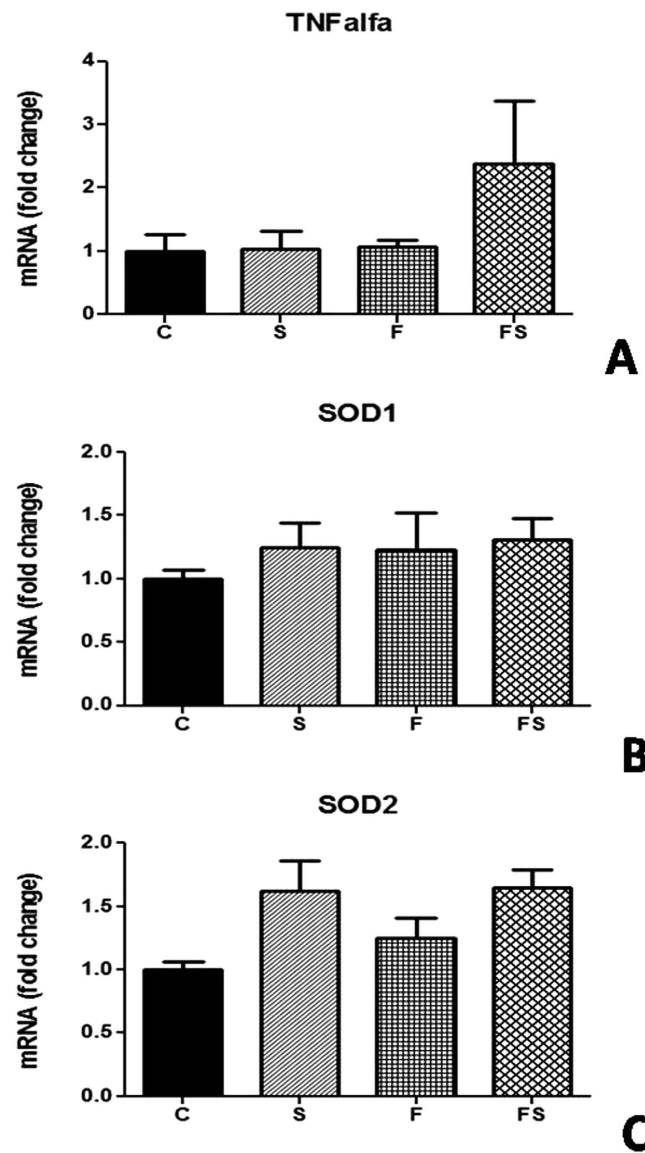 TNFalfa
mRNA (fold change)
4
3
2
1
0
C S F FS
A
SOD1
mRNA (fold change)
2.0
1.5
1.0
0.5
0.0
C S F FS
B
SOD2
mRNA (fold change)
2.0
1.5
1.0
0.5
0.0
C S F FS
C